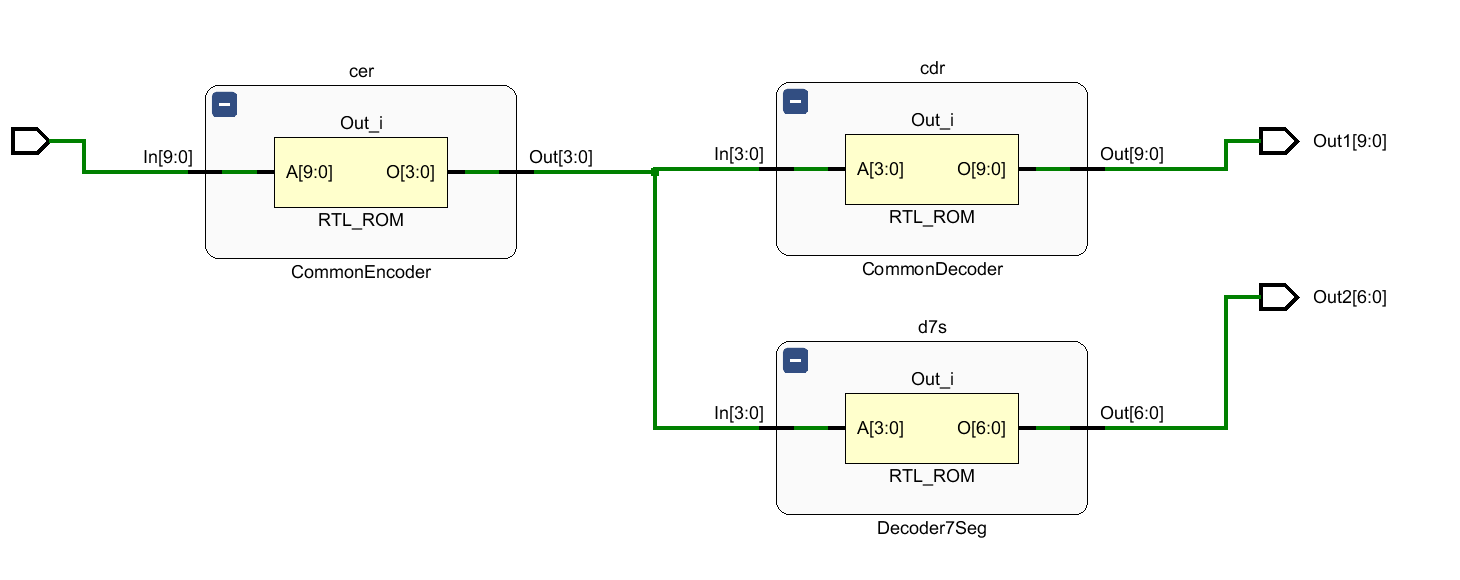 cer
Out_i
In[9:0]
A[9:0]
O[3:0]
Out[3:0]
RTL_ROM
CommonEncoder
cdr
Out_i
In[3:0]
A[3:0]
O[9:0]
Out[9:0]
RTL_ROM
CommonDecoder
Out1[9:0]
d7s
Out_i
In[3:0]
A[3:0]
O[6:0]
Out[6:0]
RTL_ROM
Decoder7Seg
Out2[6:0]